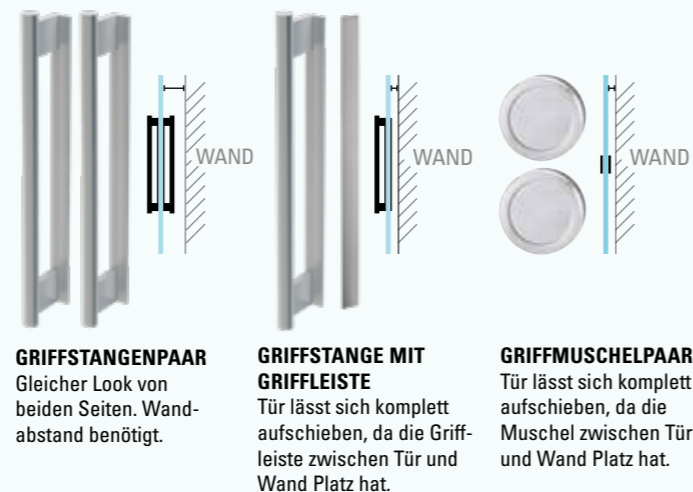 WAND
WAND
WAND
GRIFFSTANGENPAAR
Gleicher Look von
beiden Seiten. Wand-
abstand benötigt.
GRIFFSTANGE MIT
GRIFFLEISTE
Tür lässt sich komplett
aufschieben, da die Griff-
leiste zwischen Tür und
Wand Platz hat.
GRIFFMUSCHELPAAR
Tür lässt sich komplett
aufschieben, da die
Muschel zwischen Tür
und Wand Platz hat.